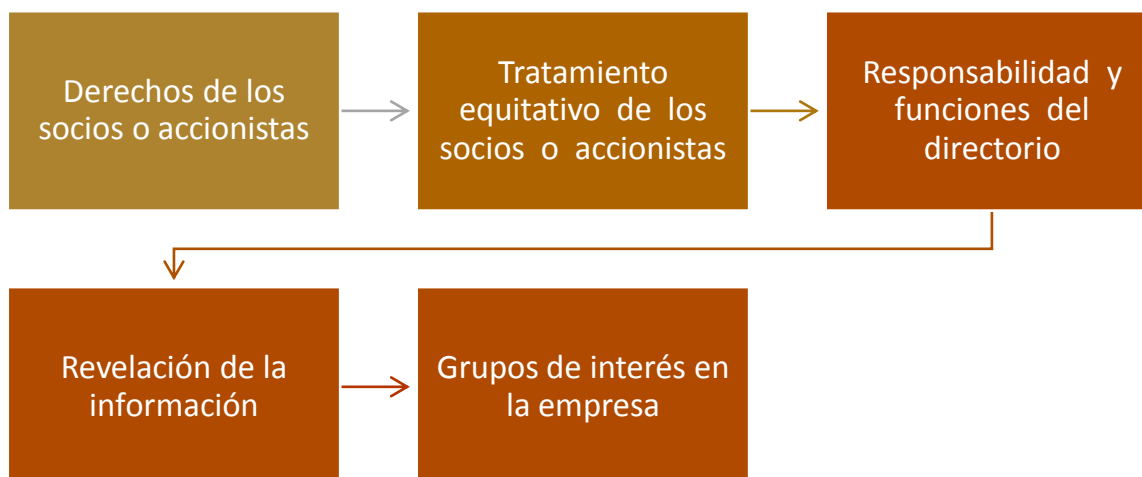 Derechos de los
socios o accionistas
Tratamiento
equitativo de los
socios o accionistas
Responsabilidad y
funciones del
directorio
Revelación de la
información
Grupos de interés en
la empresa